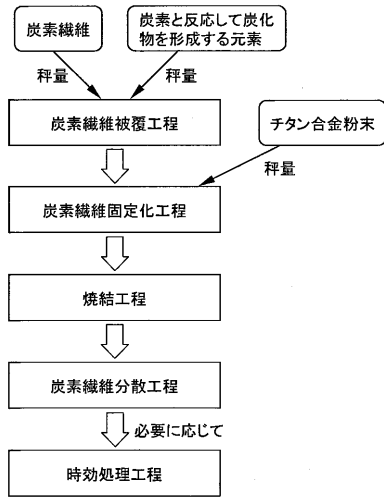 炭素繊維
炭素と反応して炭化
物を形成する元素
秤量
秤量
炭素繊維被覆工程
チタン合金粉末
秤量
炭素繊維固定化工程
焼結工程
炭素繊維分散工程
必要に応じて
時効処理工程